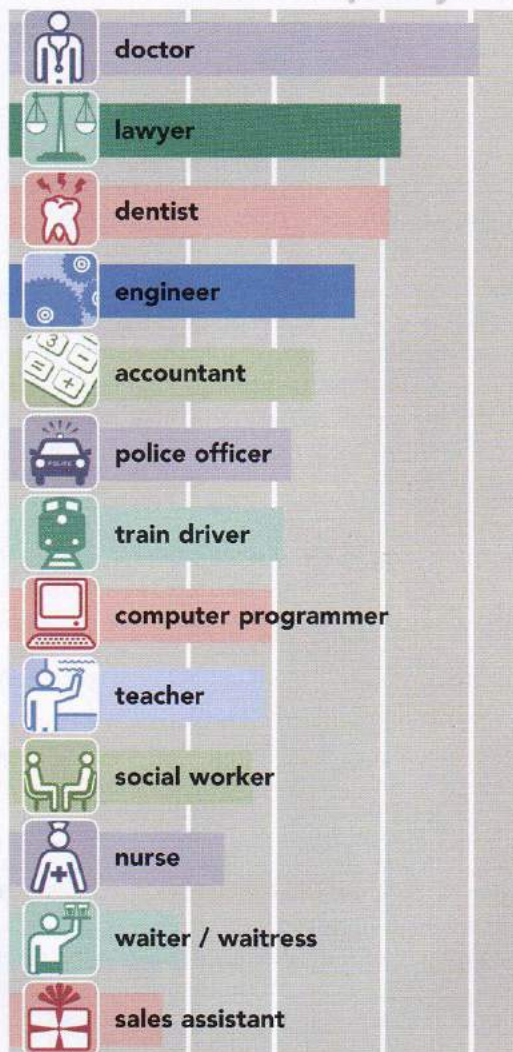 doctor
lawyer
dentist
engineer
accountant
police officer
train driver
computer programmer
teacher
social worker
nurse
waiter / waitress
sales assistant